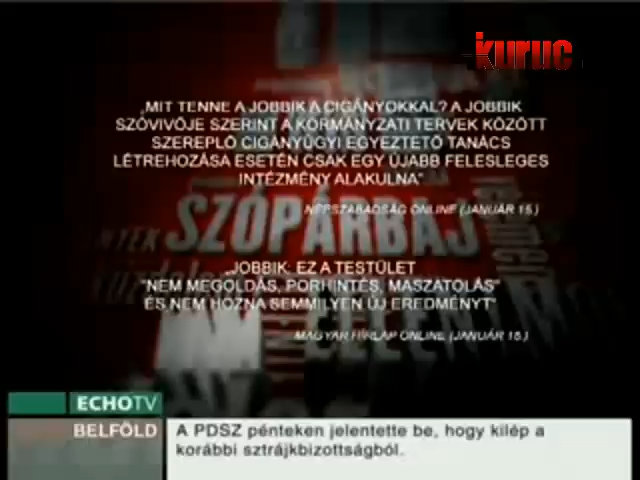 kuruc
„MIT TENNE A JOBBIK A CIGÁNYOKKAL? A JOBBIK
SZÓVIVŐJE SZERINT A KORMÁNYZATI TERVEK KÖZÖTT
SZEREPLŐ CIGÁNYÜGYI EGYEZTETŐ TANÁCS
LÉTREHOZÁSA ESETÉN CSAK EGY ÚJABB FELESLEGES
INTÉZMÉNY ALAKULNA”
NÉPSZABADSÁG ONLINE (JANUÁR 15.)
SZÓPÁRBAJ
„JOBBIK: EZ A TESTÜLET
"NEM MEGOLDÁS, PORHINTÉS, MASZATOLÁS"
ÉS NEM HOZNA SEMMILYEN ÚJ EREDMÉNYT”
MAGYAR HÍRLAP ONLINE (JANUÁR 15.)
ECHOTV
BELFÖLD
A PDSZ pénteken jelentette be, hogy kilép a
korábbi sztrájkbizottságból.